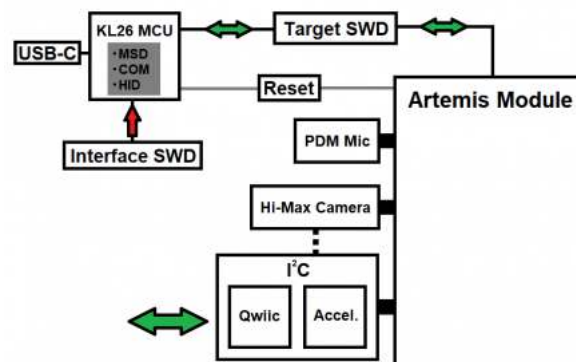 KL26 MCU
·MSD
·COM
·HID
USB-C
Target SWD
Reset
Interface SWD
Artemis Module
PDM Mic
Hi-Max Camera
I²C
Qwiic
Accel.